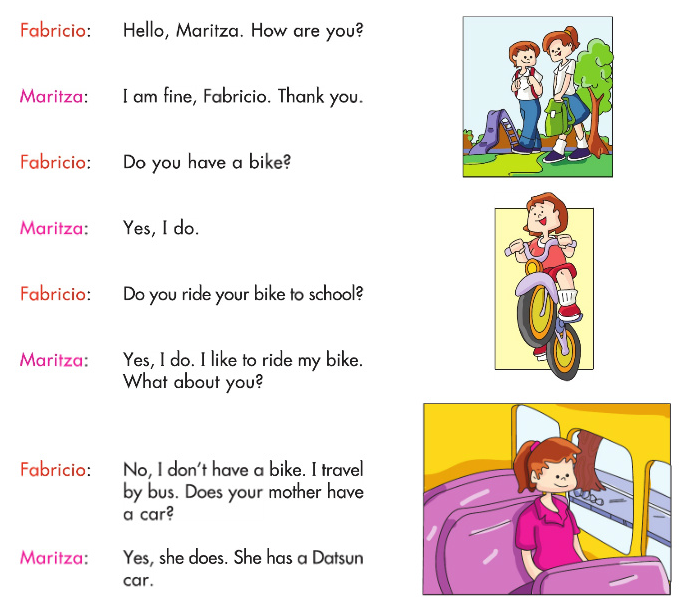 Fabricio: Hello, Maritza. How are you?
Maritza: I am fine, Fabricio. Thank you.
Fabricio: Do you have a bike?
Maritza: Yes, I do.
Fabricio: Do you ride your bike to school?
Maritza: Yes, I do. I like to ride my bike.
What about you?
Fabricio: No, I don't have a bike. I travel
by bus. Does your mother have
a car?
Maritza: Yes, she does. She has a Datsun
car.